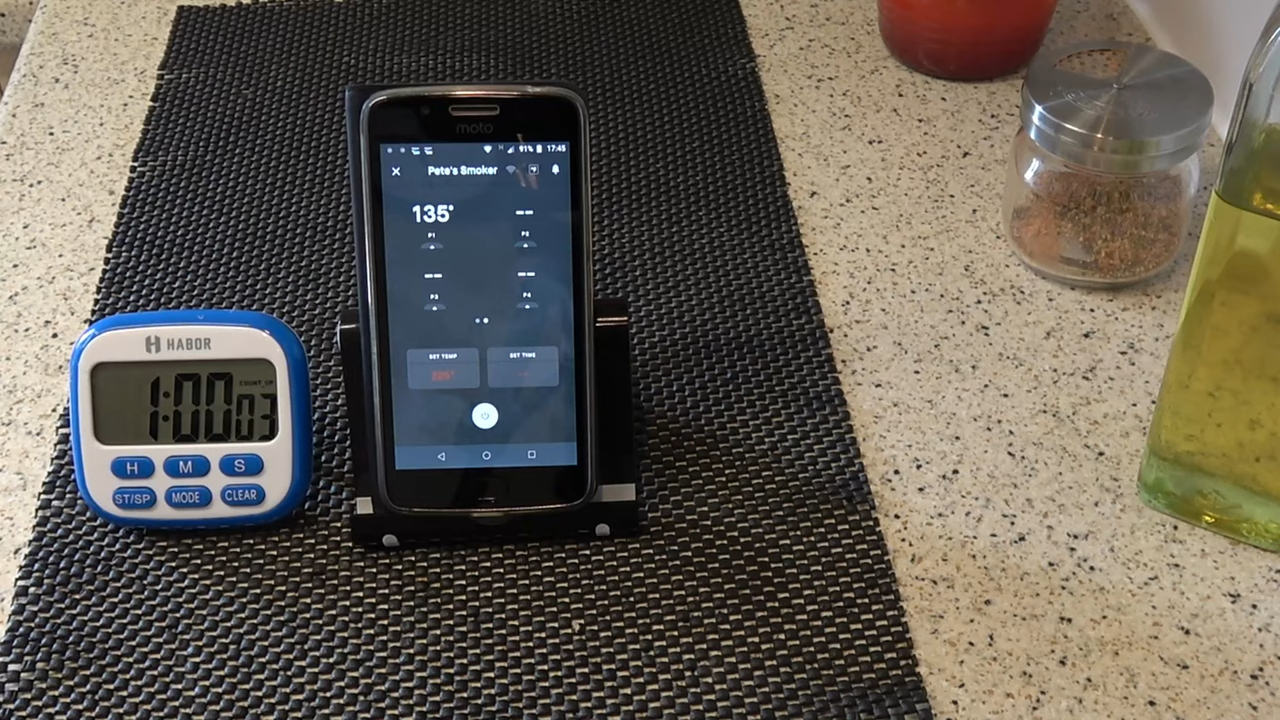 moto
91% 17:45
Pete's Smoker
°F
135°
--
P1
P2
--
--
P3
P4
SET TEMP
SET TIME
225°
--
HABOR
COUNT UP
1:00 03
H
M
S
ST/SP
MODE
CLEAR